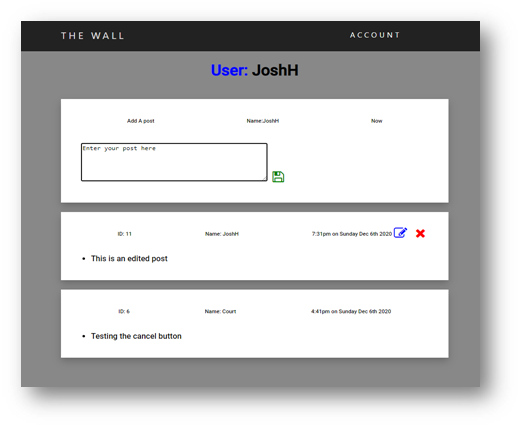 THE WALL ACCOUNT
User: JoshH
Add A post Name:JoshH Now
Enter your post here
ID: 11 Name: JoshH 7:31pm on Sunday Dec 6th 2020
This is an edited post
ID: 6 Name: Court 4:41pm on Sunday Dec 6th 2020
Testing the cancel button